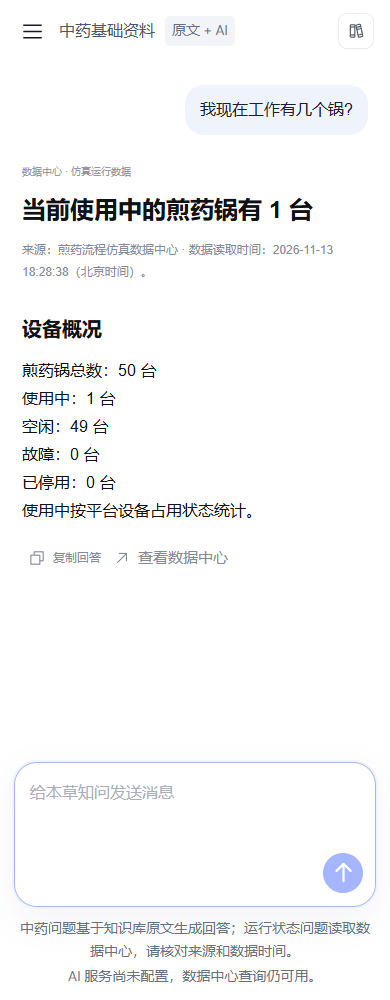 中药基础资料 原文 + AI
我现在工作有几个锅?
数据中心 · 仿真运行数据
当前使用中的煎药锅有 1 台
来源：煎药流程仿真数据中心 · 数据读取时间：2026-11-13
18:28:38（北京时间）。
设备概况
煎药锅总数：50 台
使用中：1 台
空闲：49 台
故障：0 台
已停用：0 台
使用中按平台设备占用状态统计。
复制回答 查看数据中心
给本草知问发送消息
中药问题基于知识库原文生成回答；运行状态问题读取数
据中心，请核对来源和数据时间。
AI 服务尚未配置，数据中心查询仍可用。